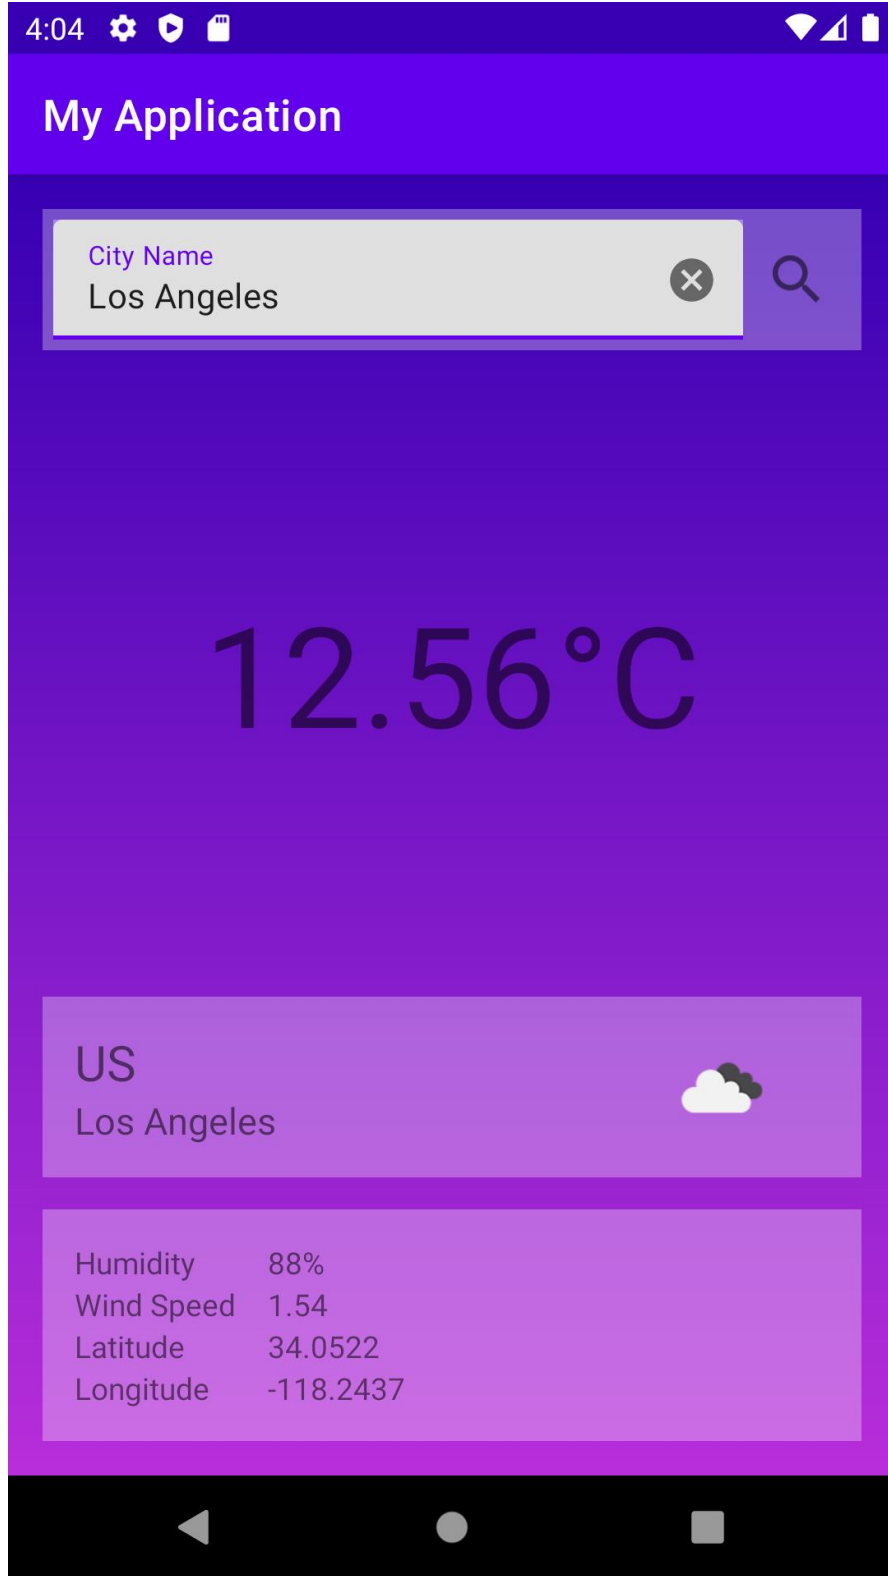 4:04
My Application
City Name
Los Angeles
12.56°C
US
Los Angeles
Humidity 88%
Wind Speed 1.54
Latitude 34.0522
Longitude -118.2437